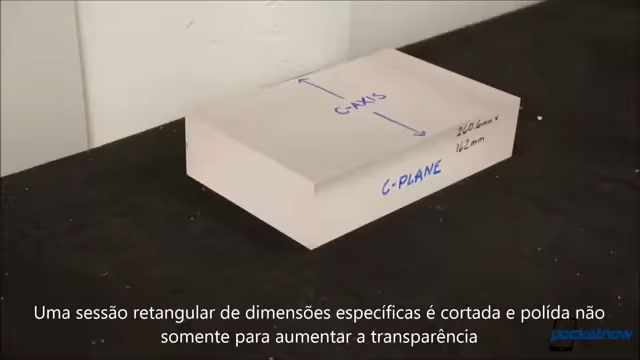 C-AXIS
260.6mm x
162mm
C-PLANE
Uma sessão retangular de dimensões específicas é cortada e polída não
somente para aumentar a transparência
pocketnow